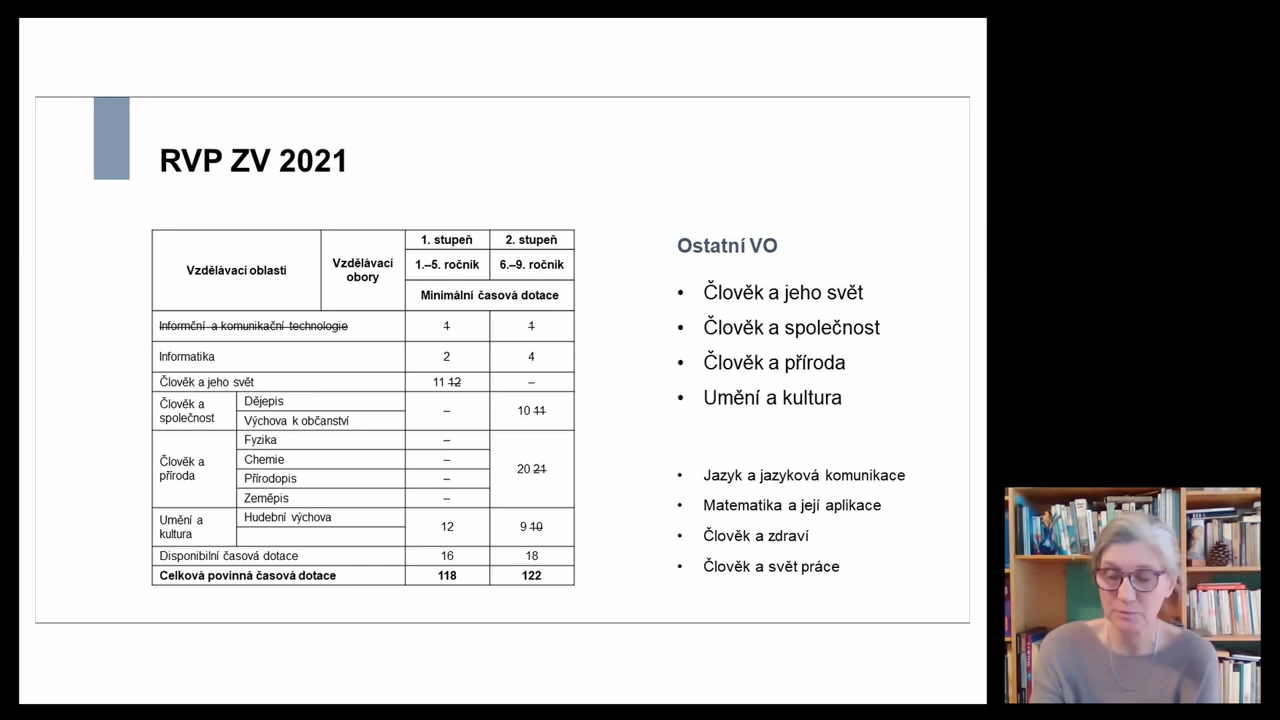 RVP ZV 2021
Vzdělávací oblasti
Vzdělávací obory
1. stupeň
2. stupeň
1.–5. ročník
6.–9. ročník
Minimální časová dotace
Informční a komunikační technologie 1 1
Informatika 2 4
Člověk a jeho svět 11 12 –
Člověk a společnost
Dějepis
Výchova k občanství
– 10 11
Člověk a příroda
Fyzika –
Chemie –
Přírodopis –
Zeměpis –
20 21
Umění a kultura
Hudební výchova
12 9 10
Disponibilní časová dotace 16 18
Celková povinná časová dotace 118 122
Ostatní VO
• Člověk a jeho svět
• Člověk a společnost
• Člověk a příroda
• Umění a kultura
• Jazyk a jazyková komunikace
• Matematika a její aplikace
• Člověk a zdraví
• Člověk a svět práce